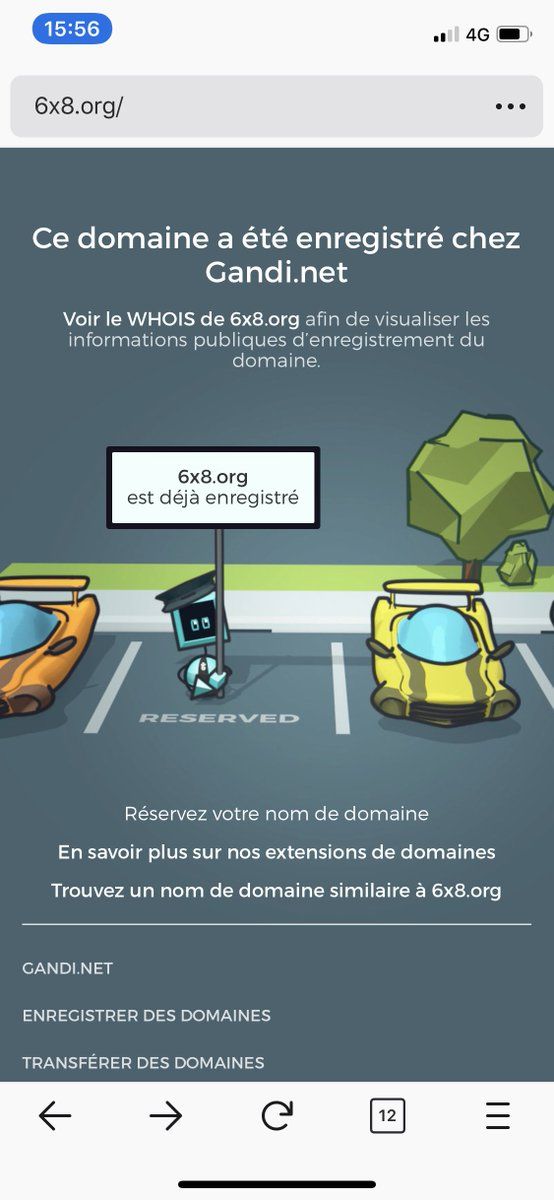 15:56
4G
6x8.org/
Ce domaine a été enregistré chez
Gandi.net
Voir le WHOIS de 6x8.org afin de visualiser les
informations publiques d'enregistrement du
domaine.
6x8.org
est déjà enregistré
RESERVED
Réservez votre nom de domaine
En savoir plus sur nos extensions de domaines
Trouvez un nom de domaine similaire à 6x8.org
GANDI.NET
ENREGISTRER DES DOMAINES
TRANSFÉRER DES DOMAINES
12